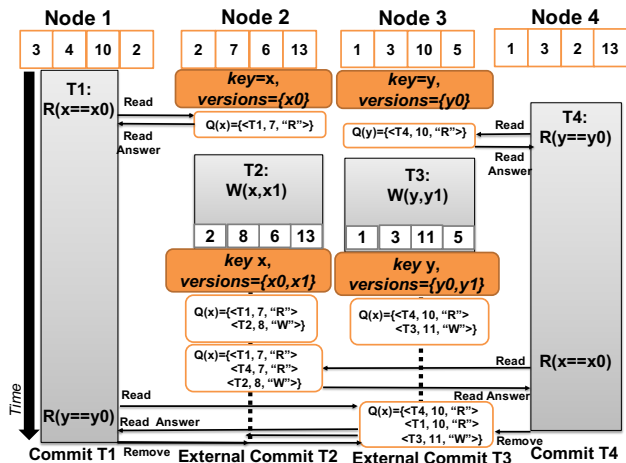 Node 1 Node 2 Node 3 Node 4
3 4 10 2
2 7 6 13
1 3 10 5
1 3 2 13
T1:
R(x==x0)
key=x,
versions={x0}
key=y,
versions={y0}
Read
Q(x)={<T1, 7, “R”>}
Read
Answer
Q(y)={<T4, 10, “R”>}
Read
Read
Answer
T4:
R(y==y0)
T2:
W(x,x1)
2 8 6 13
T3:
W(y,y1)
1 3 11 5
key x,
versions={x0,x1}
key y,
versions={y0,y1}
Q(x)={<T1, 7, “R”>
<T2, 8, “W”>}
Q(x)={<T4, 10, “R”>
<T3, 11, “W”>}
Q(x)={<T1, 7, “R”>
<T4, 7, “R”>
<T2, 8, “W”>}
Read
R(x==x0)
Read Answer
Read
Q(x)={<T4, 10, “R”>
<T1, 10, “R”>
<T3, 11, “W”>}
R(y==y0)
Read Answer
Remove
Remove
Time
Commit T1 External Commit T2 External Commit T3 Commit T4